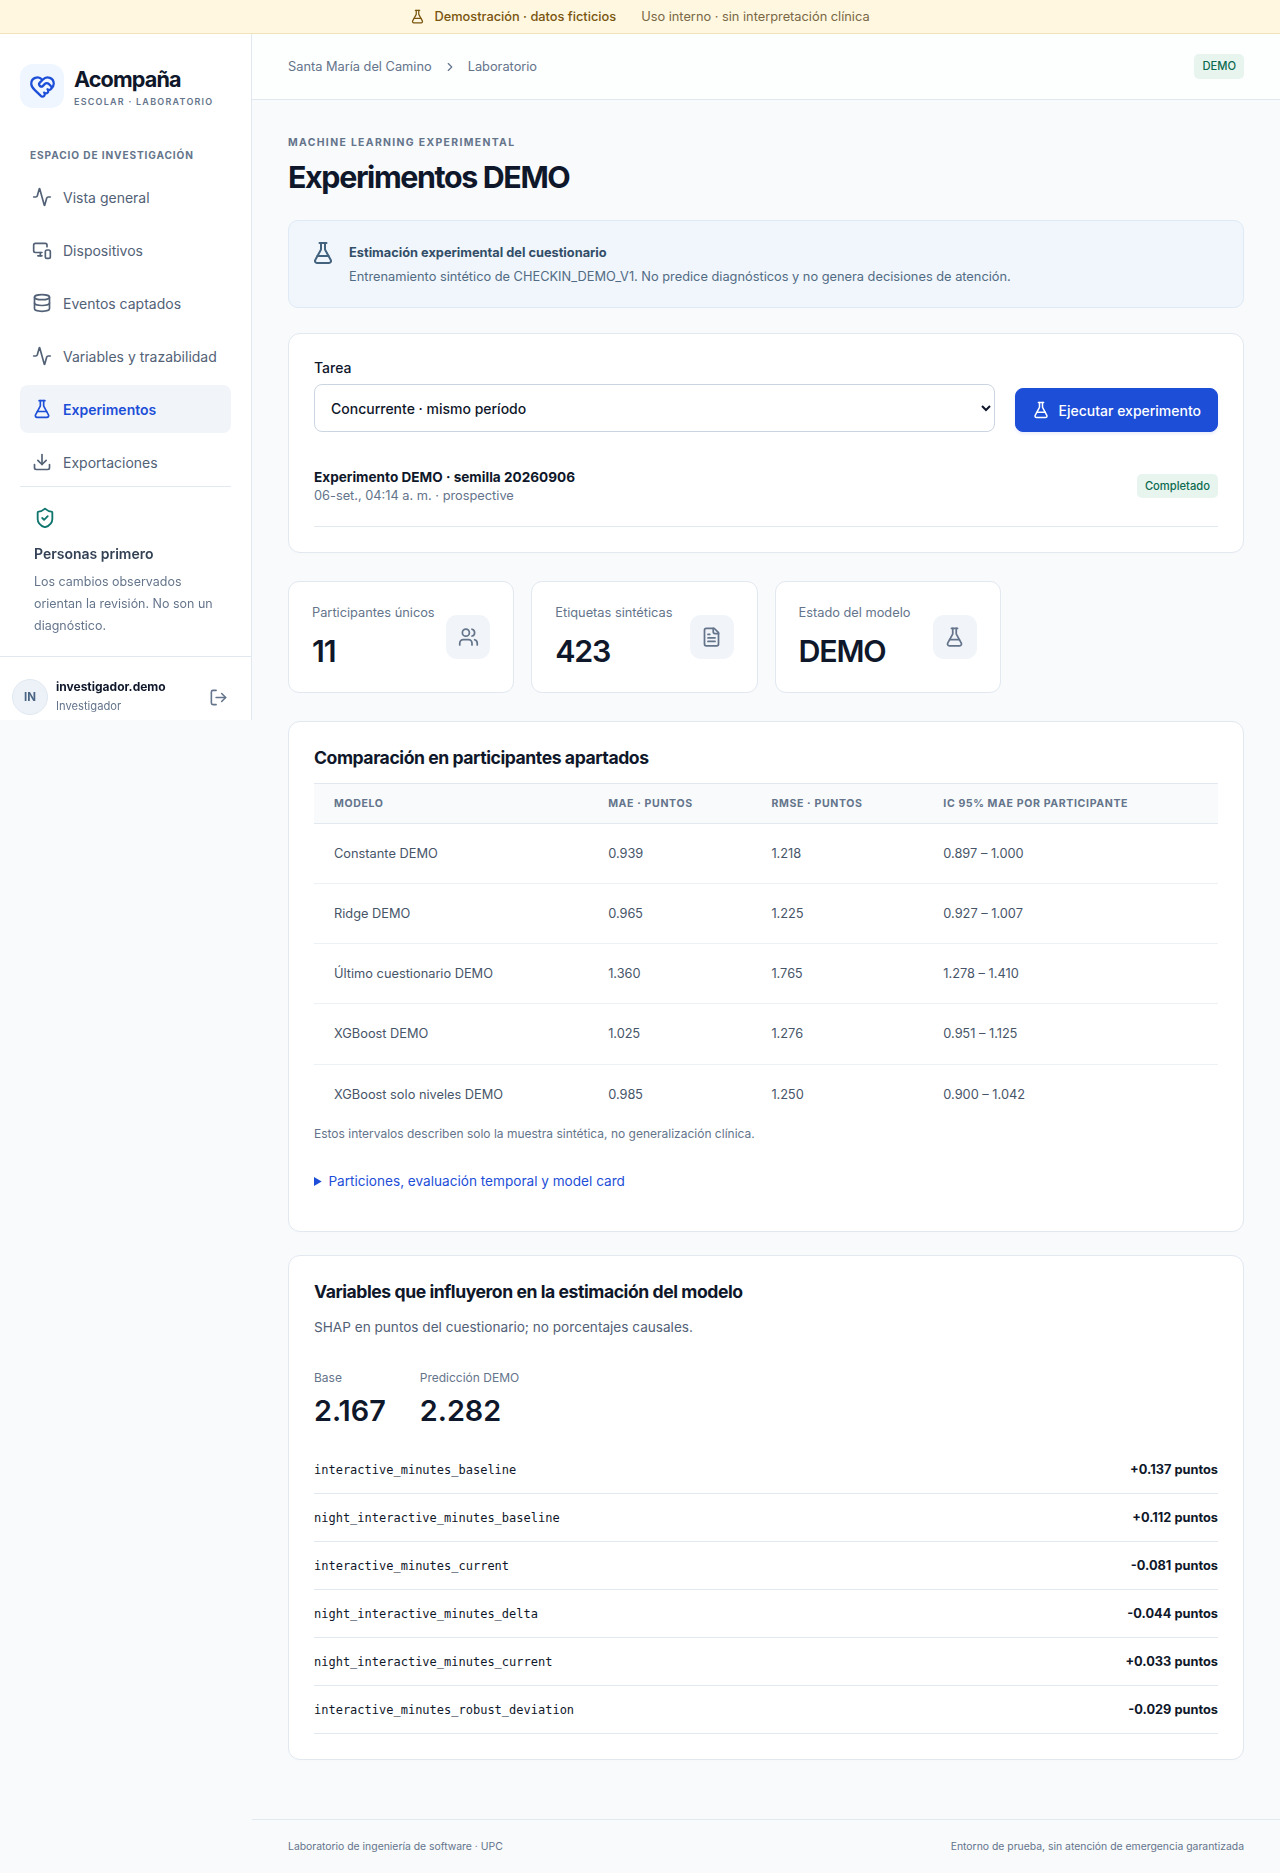 Demostración · datos ficticios Uso interno · sin interpretación clínica
Acompaña
ESCOLAR · LABORATORIO
ESPACIO DE INVESTIGACIÓN
Vista general
Dispositivos
Eventos captados
Variables y trazabilidad
Experimentos
Exportaciones
Personas primero
Los cambios observados
orientan la revisión. No son un
diagnóstico.
IN
investigador.demo
Investigador
Santa María del Camino > Laboratorio
DEMO
MACHINE LEARNING EXPERIMENTAL
Experimentos DEMO
Estimación experimental del cuestionario
Entrenamiento sintético de CHECKIN_DEMO_V1. No predice diagnósticos y no genera decisiones de atención.
Tarea
Concurrente · mismo período
Ejecutar experimento
Experimento DEMO · semilla 20260906
06-set., 04:14 a. m. · prospective
Completado
Participantes únicos
11
Etiquetas sintéticas
423
Estado del modelo
DEMO
Comparación en participantes apartados
MODELO MAE · PUNTOS RMSE · PUNTOS IC 95% MAE POR PARTICIPANTE
Constante DEMO 0.939 1.218 0.897 – 1.000
Ridge DEMO 0.965 1.225 0.927 – 1.007
Último cuestionario DEMO 1.360 1.765 1.278 – 1.410
XGBoost DEMO 1.025 1.276 0.951 – 1.125
XGBoost solo niveles DEMO 0.985 1.250 0.900 – 1.042
Estos intervalos describen solo la muestra sintética, no generalización clínica.
Particiones, evaluación temporal y model card
Variables que influyeron en la estimación del modelo
SHAP en puntos del cuestionario; no porcentajes causales.
Base Predicción DEMO
2.167 2.282
interactive_minutes_baseline +0.137 puntos
night_interactive_minutes_baseline +0.112 puntos
interactive_minutes_current -0.081 puntos
night_interactive_minutes_delta -0.044 puntos
night_interactive_minutes_current +0.033 puntos
interactive_minutes_robust_deviation -0.029 puntos
Laboratorio de ingeniería de software · UPC
Entorno de prueba, sin atención de emergencia garantizada